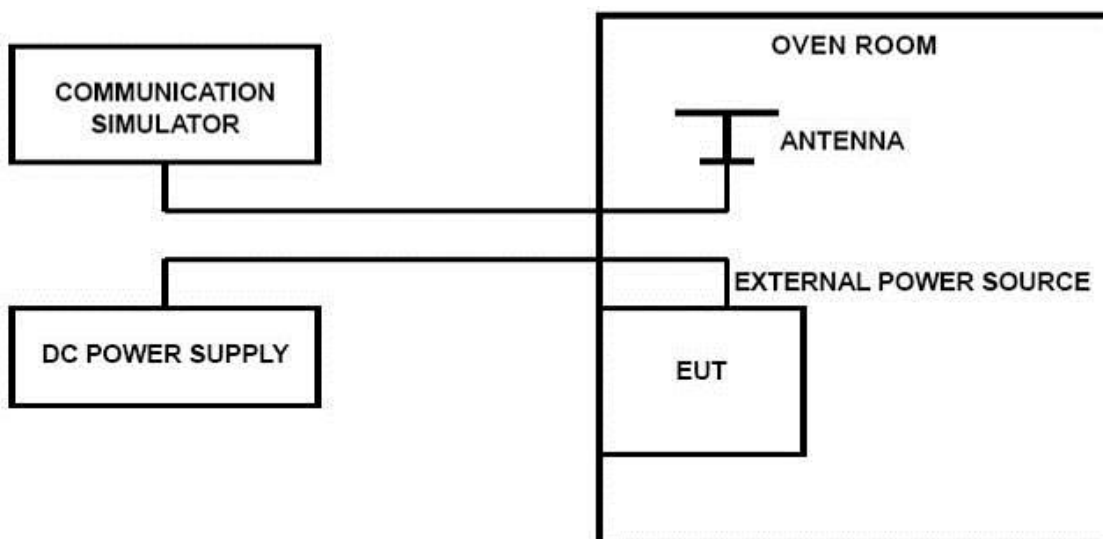 OVEN ROOM
COMMUNICATION
SIMULATOR
ANTENNA
EXTERNAL POWER SOURCE
DC POWER SUPPLY
EUT